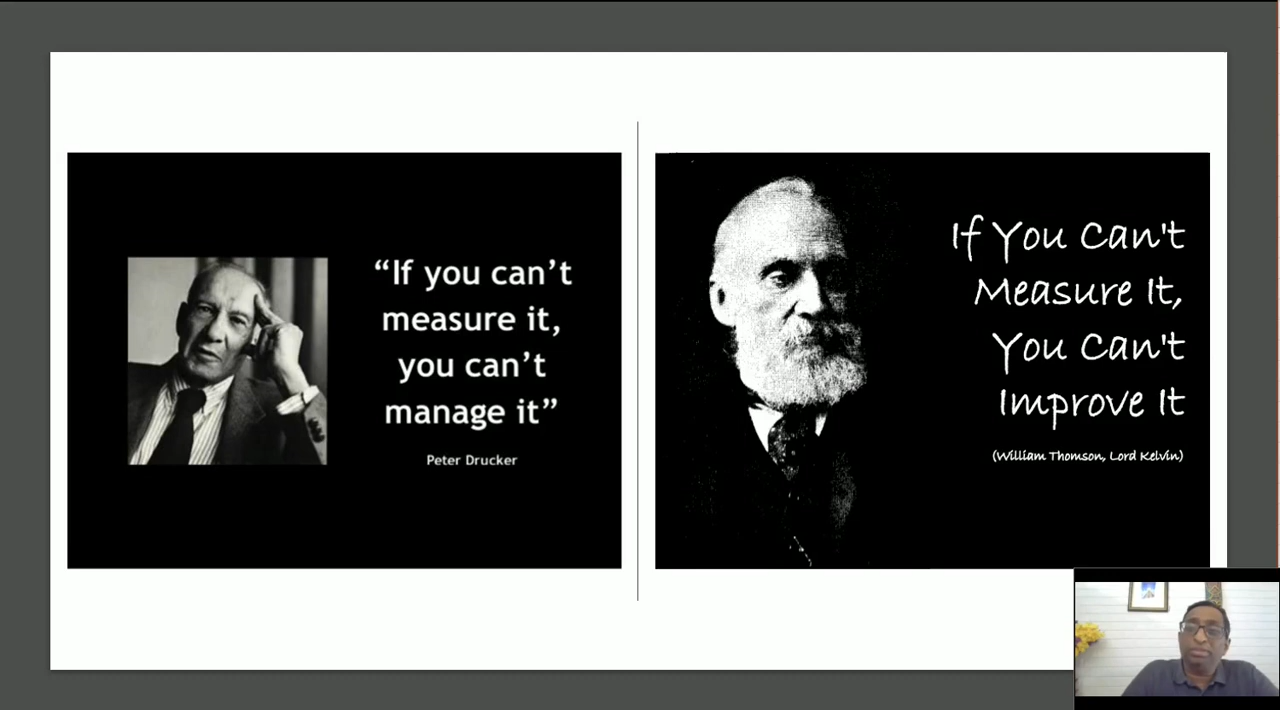 “If you can’t
measure it,
you can’t
manage it”
Peter Drucker
If You Can't
Measure It,
You Can't
Improve It
(William Thomson, Lord Kelvin)